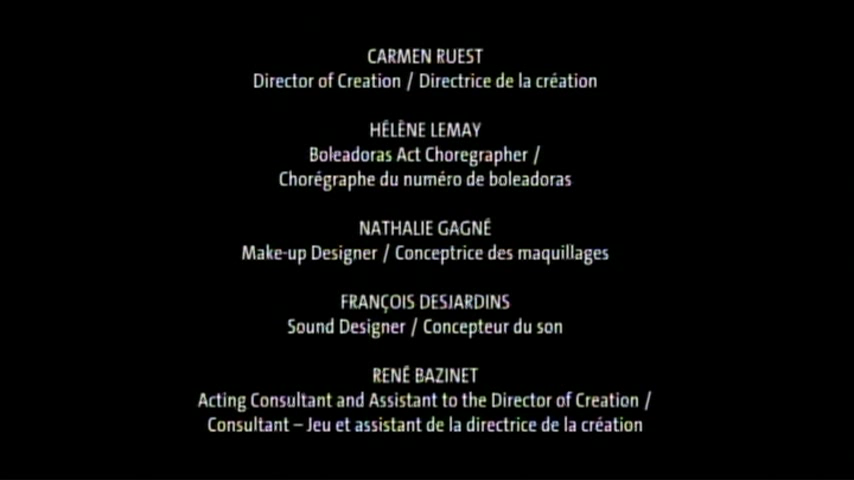 CARMEN RUEST
Director of Creation / Directrice de la création
HÉLÈNE LEMAY
Boleadoras Act Choregrapher /
Chorégraphe du numéro de boleadoras
NATHALIE GAGNÉ
Make-up Designer / Conceptrice des maquillages
FRANÇOIS DESJARDINS
Sound Designer / Concepteur du son
RENÉ BAZINET
Acting Consultant and Assistant to the Director of Creation /
Consultant – Jeu et assistant de la directrice de la création